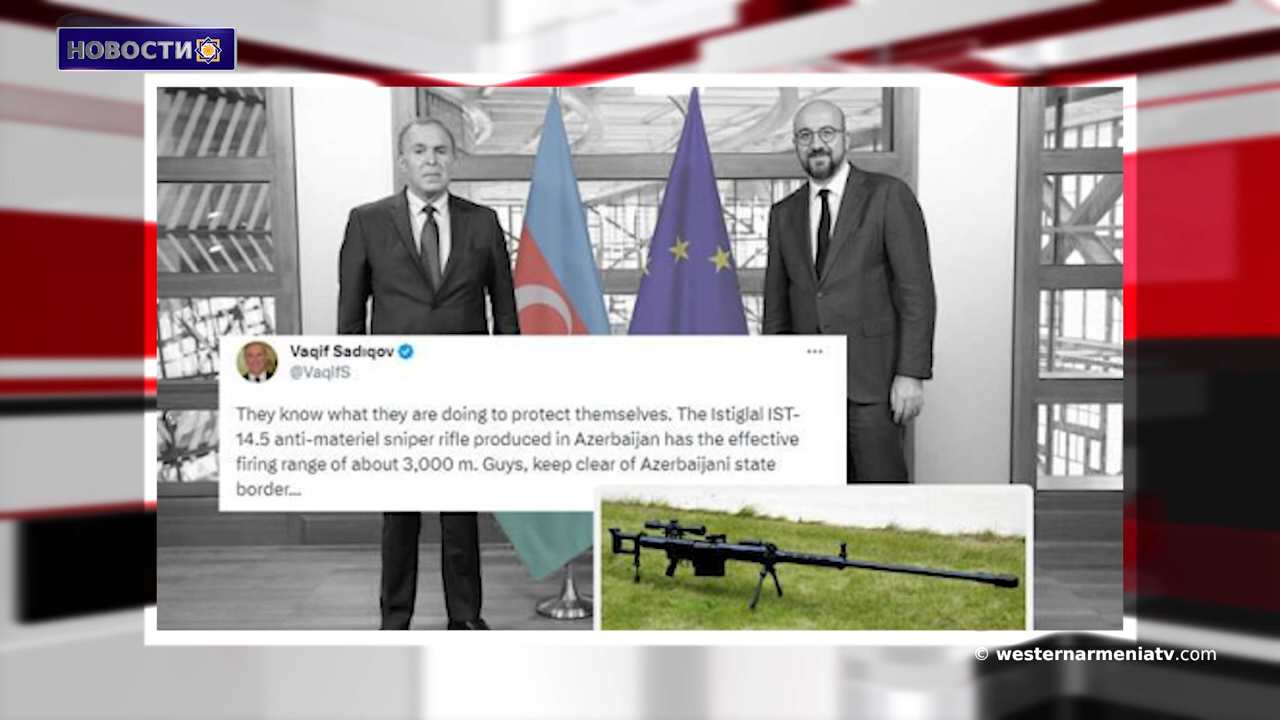 НОВОСТИ
Vaqif Sadıqov
@VaqifS
They know what they are doing to protect themselves. The Istiglal IST-
14.5 anti-materiel sniper rifle produced in Azerbaijan has the effective
firing range of about 3,000 m. Guys, keep clear of Azerbaijani state
border...
© westernarmeniatv.com